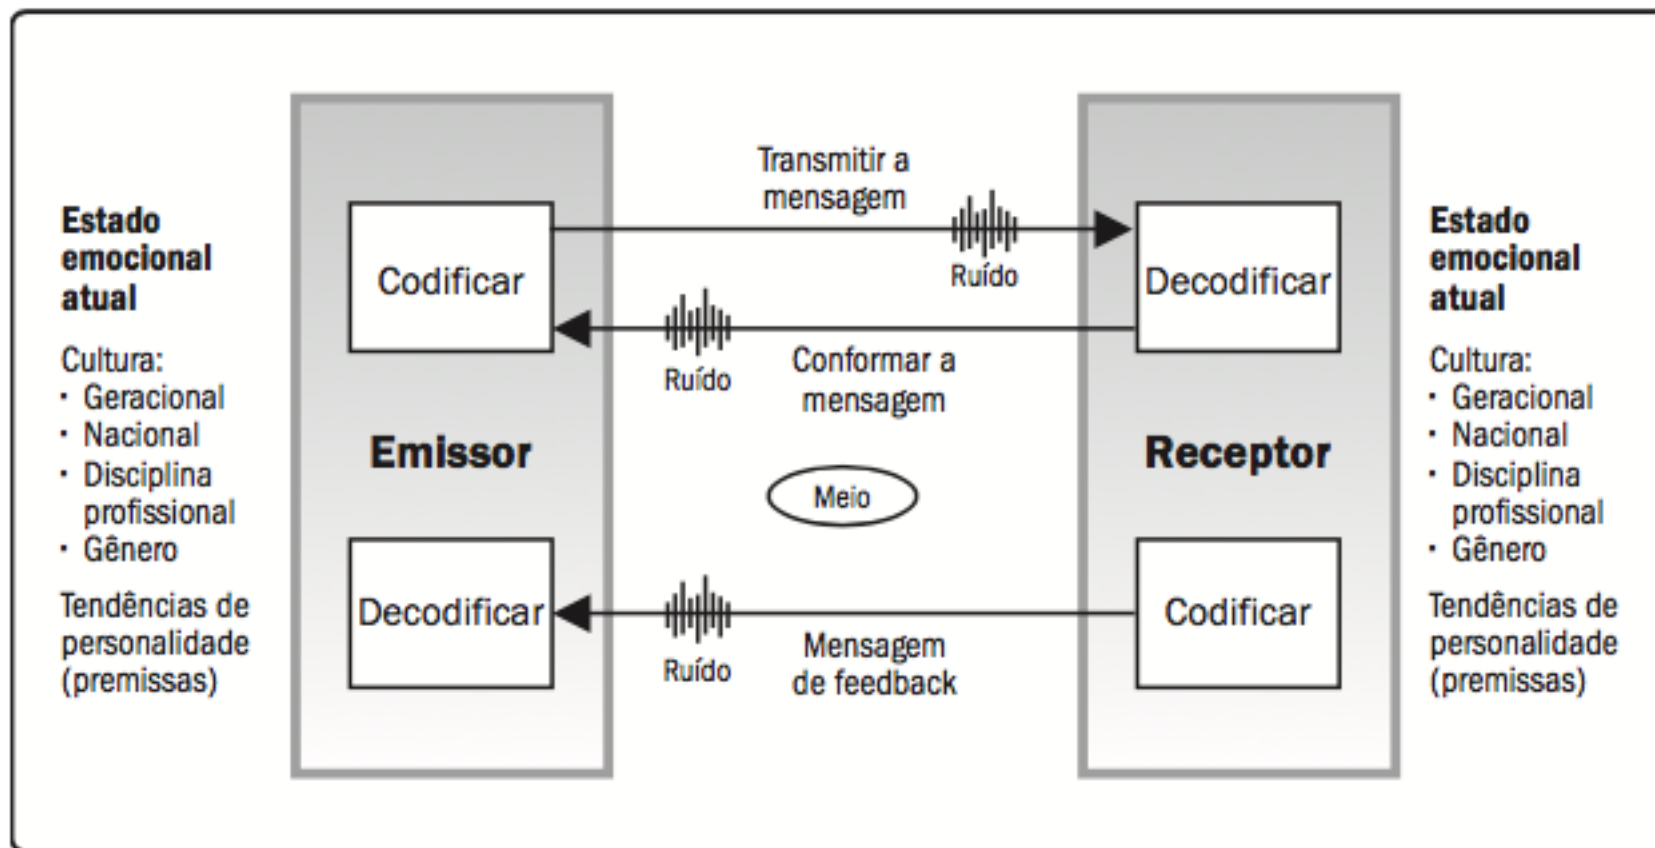 Estado
emocional
atual
Cultura:
· Geracional
· Nacional
· Disciplina
profissional
· Gênero
Tendências de
personalidade
(premissas)
Codificar
Emissor
Decodificar
Transmitir a
mensagem
Ruído
Ruído
Conformar a
mensagem
Meio
Ruído
Mensagem
de feedback
Decodificar
Receptor
Codificar
Estado
emocional
atual
Cultura:
· Geracional
· Nacional
· Disciplina
profissional
· Gênero
Tendências de
personalidade
(premissas)